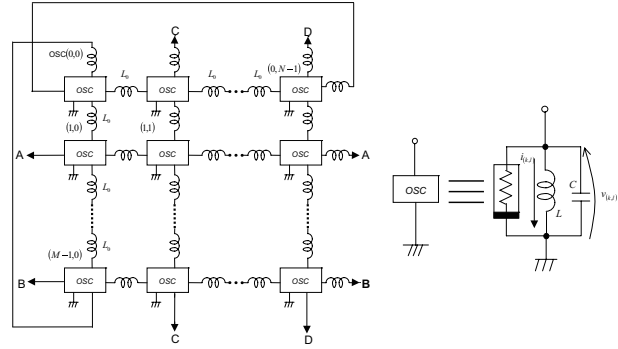 C
D
OSC(0,0)
(0, N−1)
L₀
L₀
L₀
OSC
OSC
OSC
(1,0)
L₀
(1,1)
A
OSC
OSC
OSC
A
L₀
(M−1,0)
L₀
B
OSC
OSC
OSC
B
C
D
OSC
i(k,l)
L
C
v(k,l)